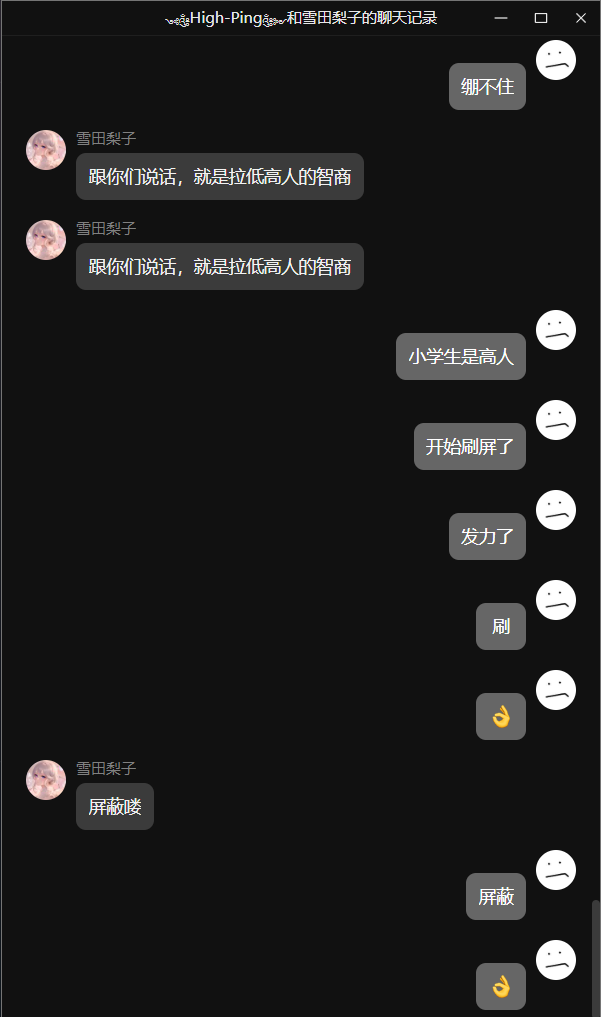 High-Ping和雪田梨子的聊天记录
绷不住
雪田梨子
跟你们说话，就是拉低高人的智商
雪田梨子
跟你们说话，就是拉低高人的智商
小学生是高人
开始刷屏了
发力了
刷
👌
雪田梨子
屏蔽喽
屏蔽
👌